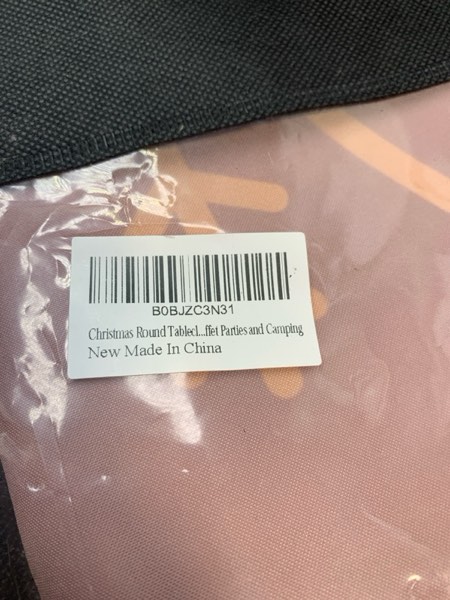 B0BJZC3N31
Christmas Round Tablecl...ffet Parties and Camping
New Made In China